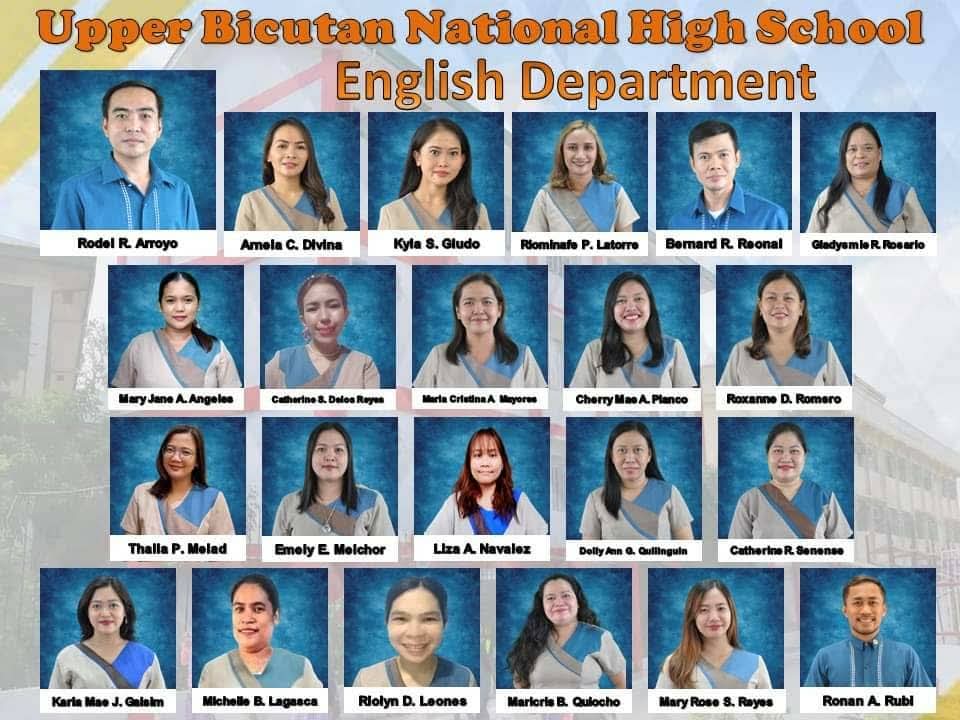 Upper Bicutan National High School
English Department
Rodel R. Arroyo
Arnela C. Divina
Kyla S. Gludo
Riominafe P. Latorre
Bernard R. Reonal
Gladysmie R. Rosario
Mary Jane A. Angeles
Catherine S. Delos Reyes
Maria Cristina A. Mayores
Cherry Mae A. Planco
Roxanne D. Romero
Thalia P. Melad
Emely E. Melchor
Liza A. Navalez
Dolly Ann G. Quilinguin
Catherine R. Senense
Karla Mae J. Galsim
Michelle B. Lagasca
Riolyn D. Leones
Maricris B. Quiocho
Mary Rose S. Reyes
Ronan A. Rubi